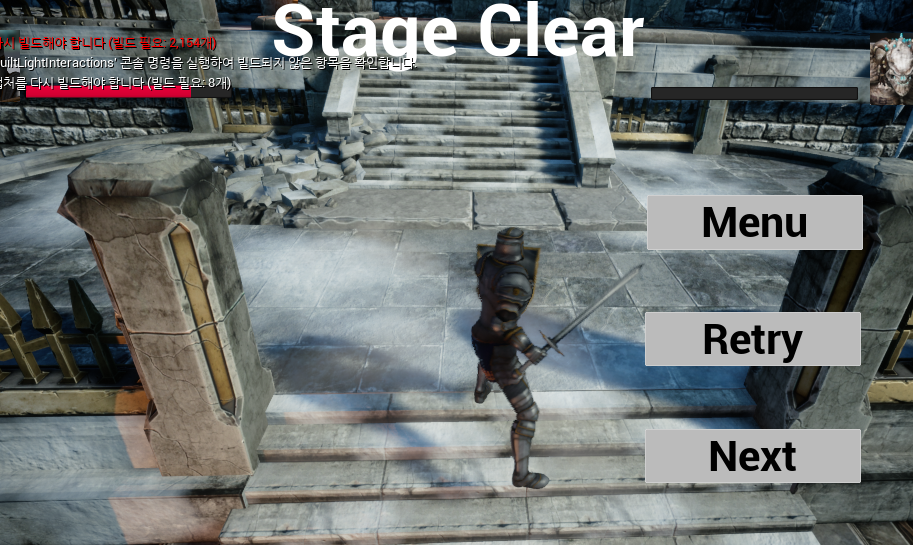 Stage Clear
다시 빌드해야 합니다 (빌드 필요: 2,154개)
uiltLightInteractions' 콘솔 명령을 실행하여 빌드되지 않은 항목을 확인합니다.
캡처를 다시 빌드해야 합니다 (빌드 필요: 8개)
Menu
Retry
Next